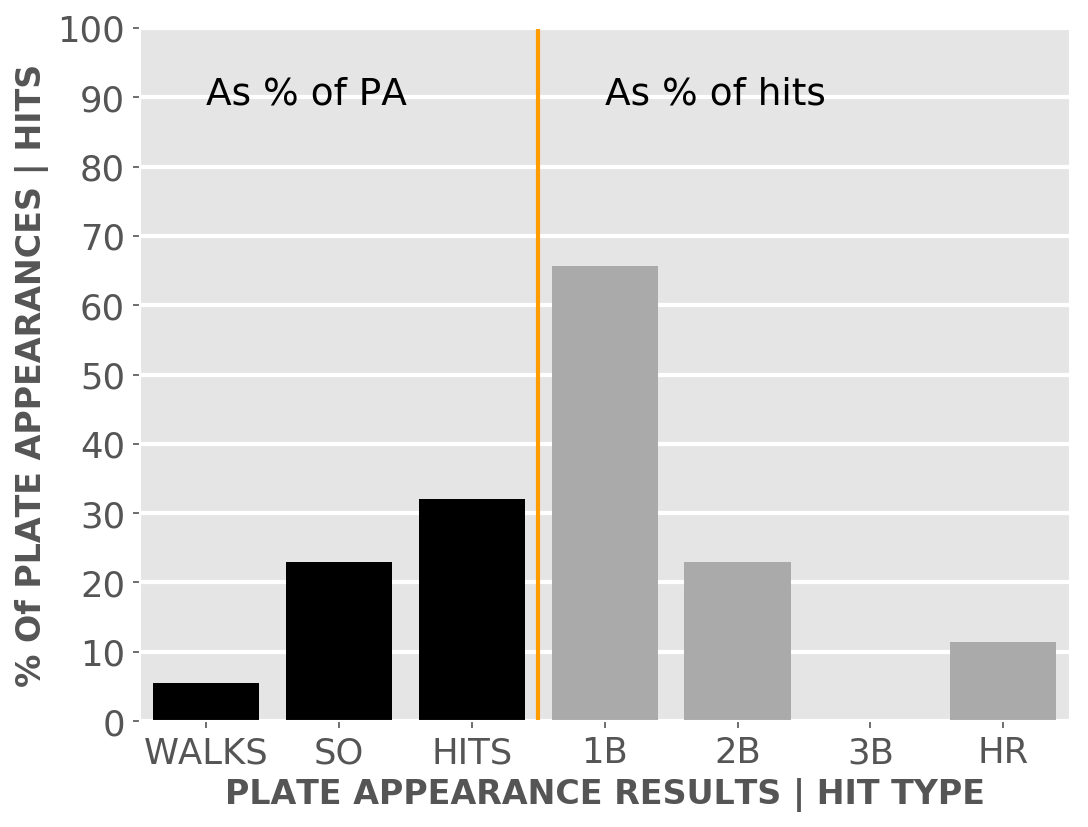 % Of PLATE APPEARANCES | HITS
100
90
80
70
60
50
40
30
20
10
0
As % of PA
As % of hits
WALKS SO HITS 1B 2B 3B HR
PLATE APPEARANCE RESULTS | HIT TYPE